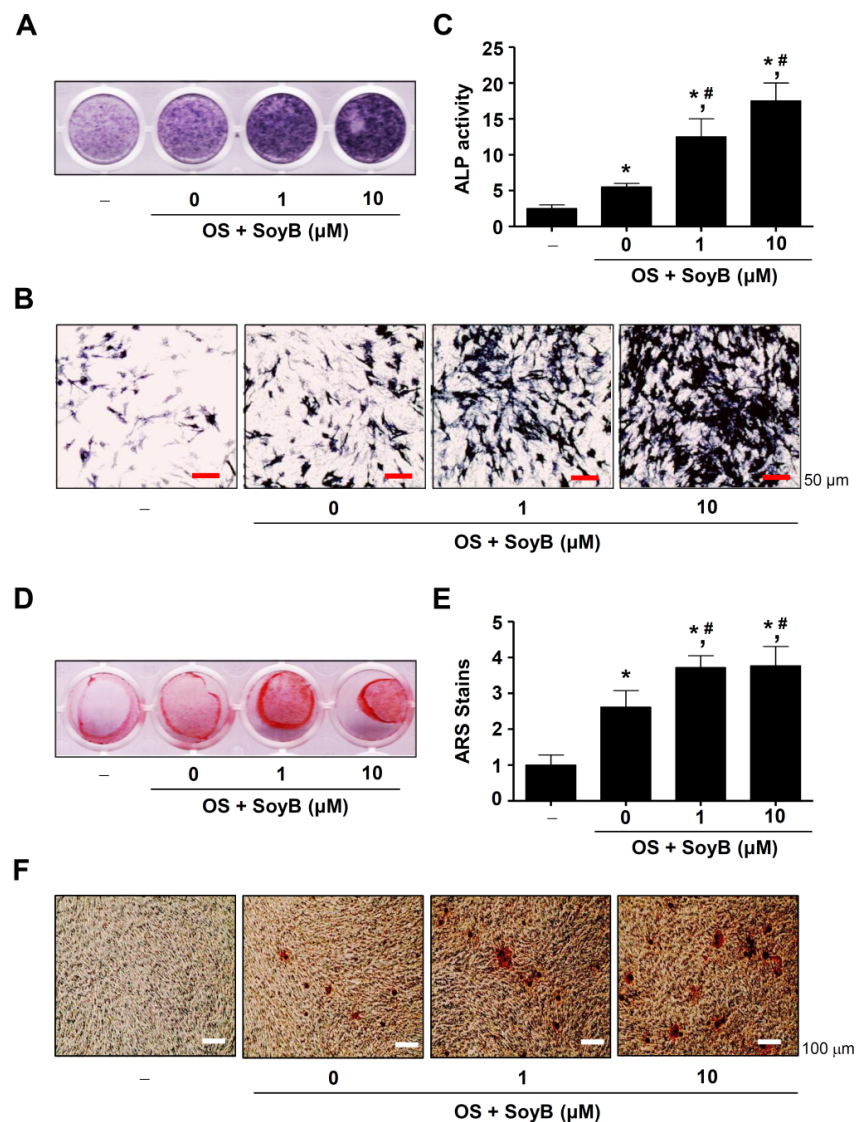 A
– 0 1 10
OS + SoyB (µM)
C
ALP activity
25
20
15
10
5
0
*
*,#
*,#
– 0 1 10
OS + SoyB (µM)
B
50 µm
– 0 1 10
OS + SoyB (µM)
D
– 0 1 10
OS + SoyB (µM)
E
ARS Stains
5
4
3
2
1
0
*
*,#
*,#
– 0 1 10
OS + SoyB (µM)
F
100 µm
– 0 1 10
OS + SoyB (µM)